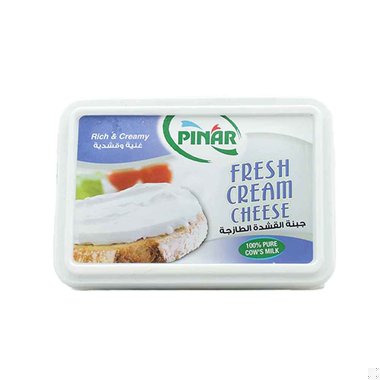 Rich & Creamy
غنية وقشدية
PINAR
FRESH
CREAM
CHEESE
جبنة القشدة الطازجة
100% PURE
COW'S MILK